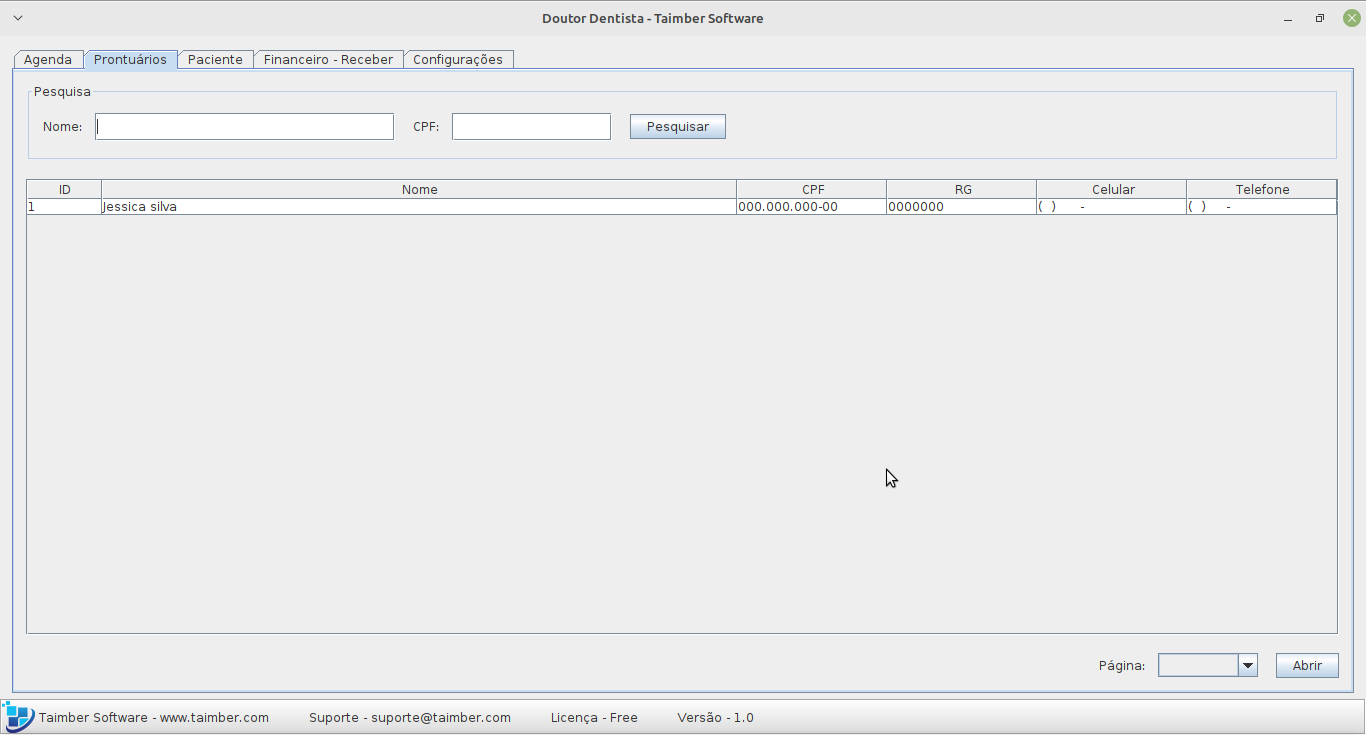 Doutor Dentista - Taimber Software
Agenda Prontuários Paciente Financeiro - Receber Configurações
Pesquisa
Nome: CPF: Pesquisar
ID Nome CPF RG Celular Telefone
1 Jessica silva 000.000.000-00 0000000 ( ) - ( ) -
Página: Abrir
Taimber Software - www.taimber.com Suporte - suporte@taimber.com Licença - Free Versão - 1.0